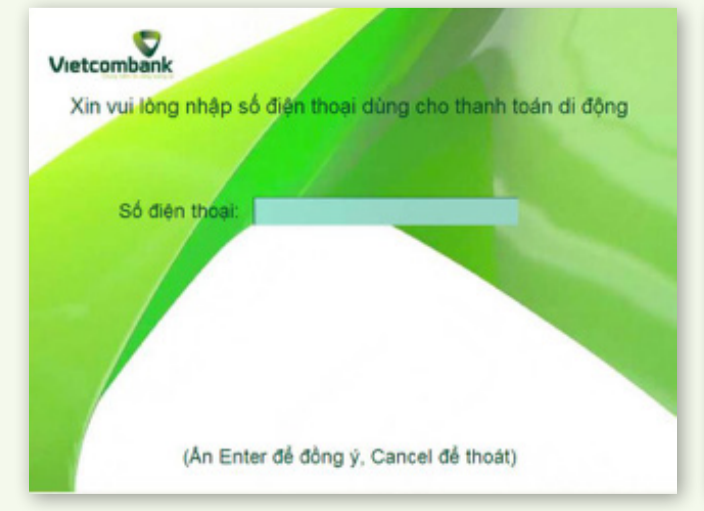 Vietcombank
Xin vui lòng nhập số điện thoại dùng cho thanh toán di động
Số điện thoại:
(Ấn Enter để đồng ý, Cancel để thoát)